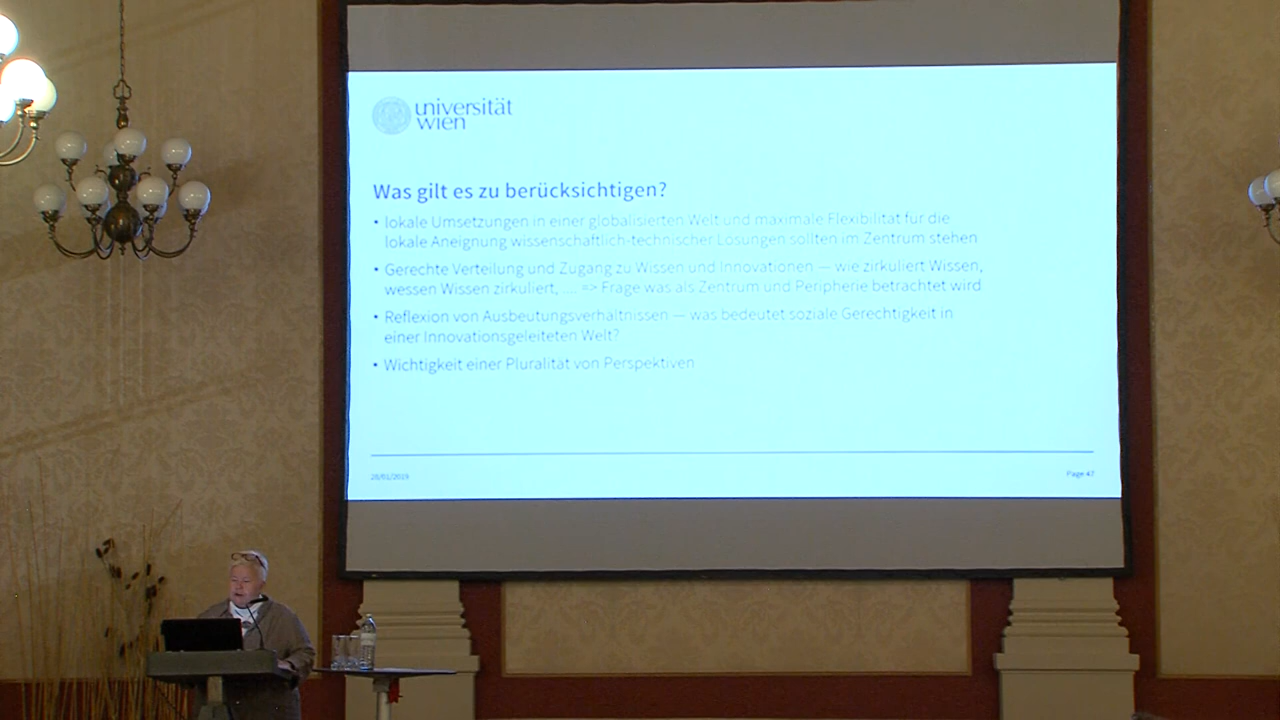 universität
wien
Was gilt es zu berücksichtigen?
• lokale Umsetzungen in einer globalisierten Welt und maximale Flexibilität für die
lokale Aneignung wissenschaftlich-technischer Lösungen sollten im Zentrum stehen
• Gerechte Verteilung und Zugang zu Wissen und Innovationen — wie zirkuliert Wissen,
wessen Wissen zirkuliert, .... => Frage was als Zentrum und Peripherie betrachtet wird
• Reflexion von Ausbeutungsverhältnissen — was bedeutet soziale Gerechtigkeit in
einer Innovationsgeleiteten Welt?
• Wichtigkeit einer Pluralität von Perspektiven
Page 47